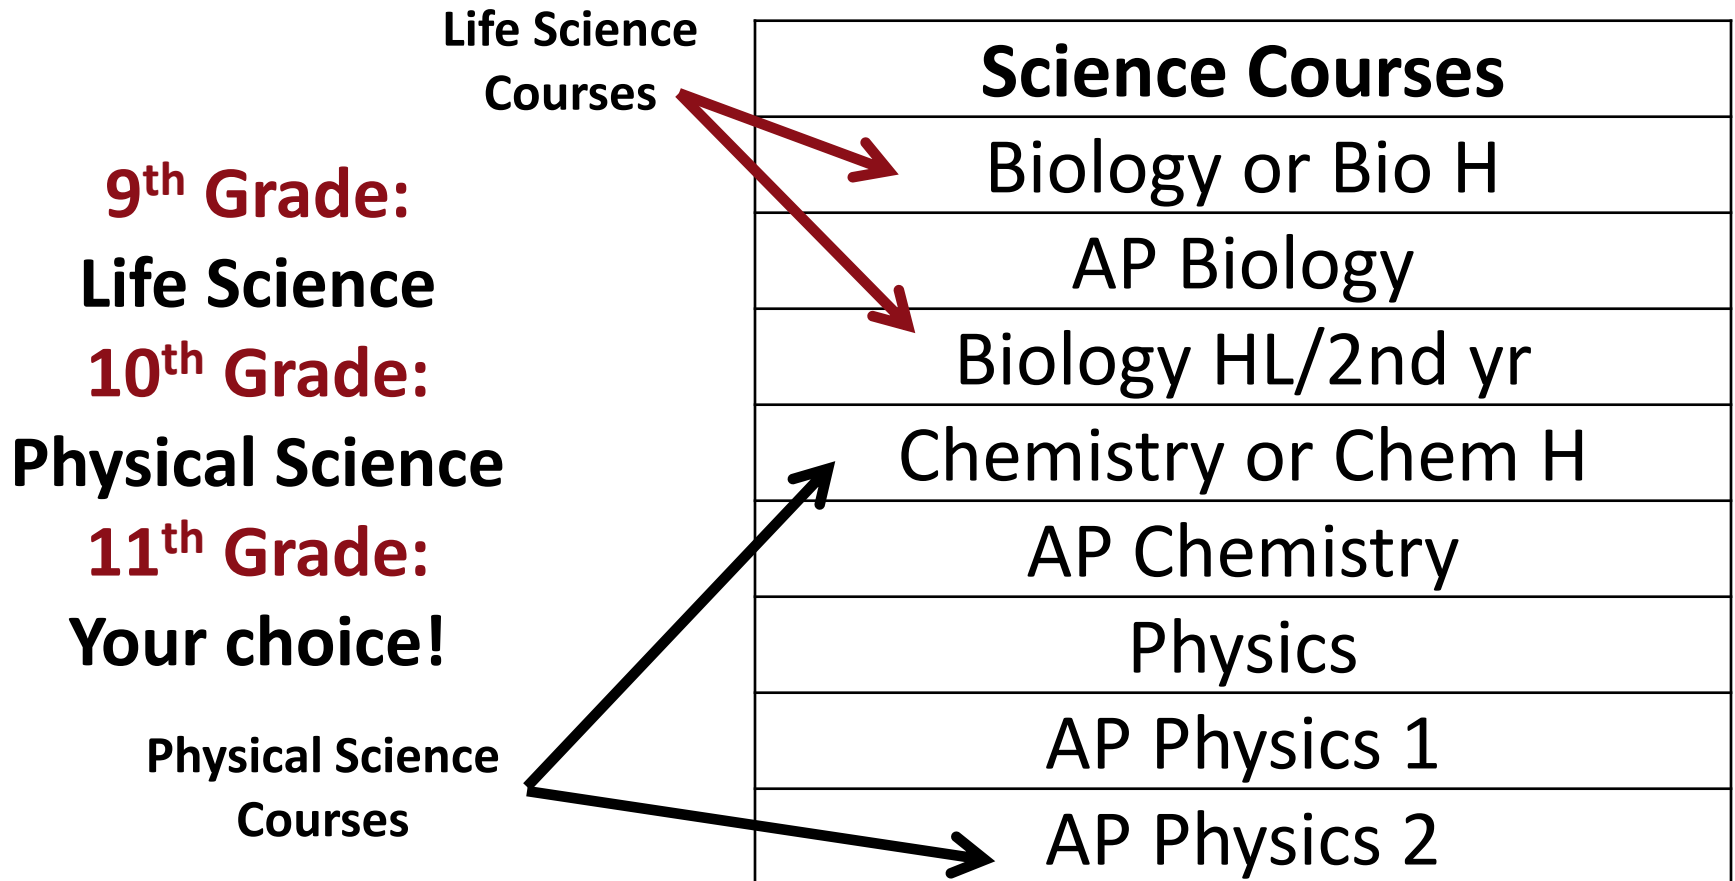 Life Science
Courses
9th Grade:
Life Science
10th Grade:
Physical Science
11th Grade:
Your choice!
Physical Science
Courses
Science Courses
Biology or Bio H
AP Biology
Biology HL/2nd yr
Chemistry or Chem H
AP Chemistry
Physics
AP Physics 1
AP Physics 2